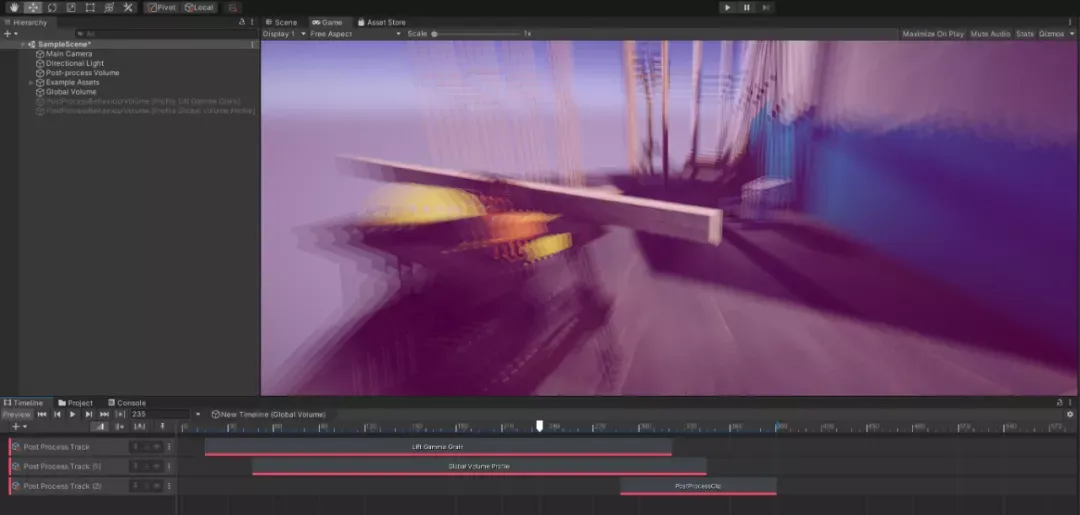 Pivot Local
Hierarchy
Scene Game Asset Store
All
Display 1 Free Aspect Scale 1x Maximize On Play Mute Audio Stats Gizmos
SampleScene*
Main Camera
Directional Light
Post-process Volume
Example Assets
Global Volume
PostProcessBehaviourVolume [Profile Lift Gamma Gain]
PostProcessBehaviourVolume [Profile Global Volume Profile]
Timeline Project Console
Preview 235 New Timeline (Global Volume)
Post Process Track Lift Gamma Gain
Post Process Track (1) Global Volume Profile
Post Process Track (2) PostProcessClip